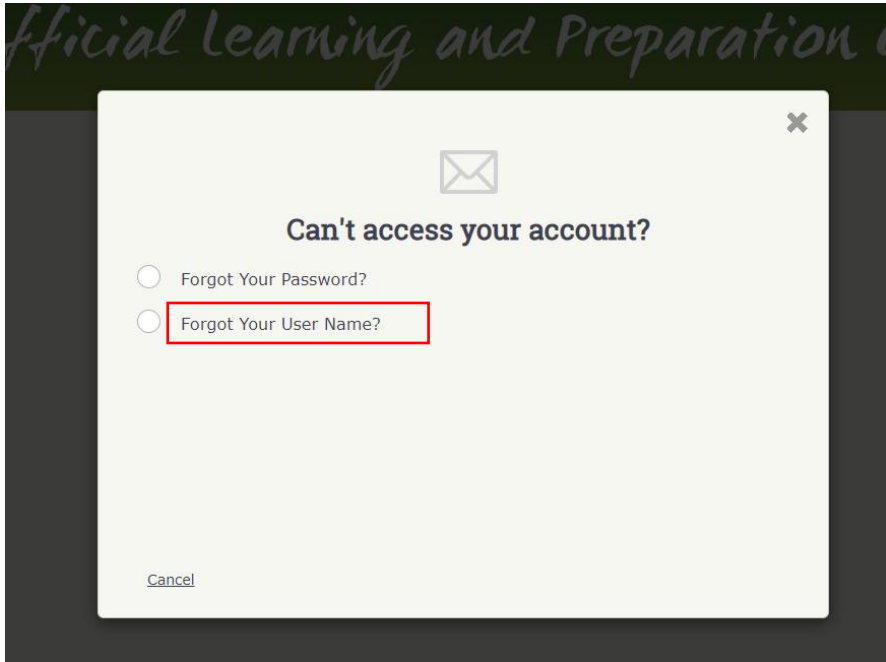 fficial Learning and Preparation
Can't access your account?
Forgot Your Password?
Forgot Your User Name?
Cancel